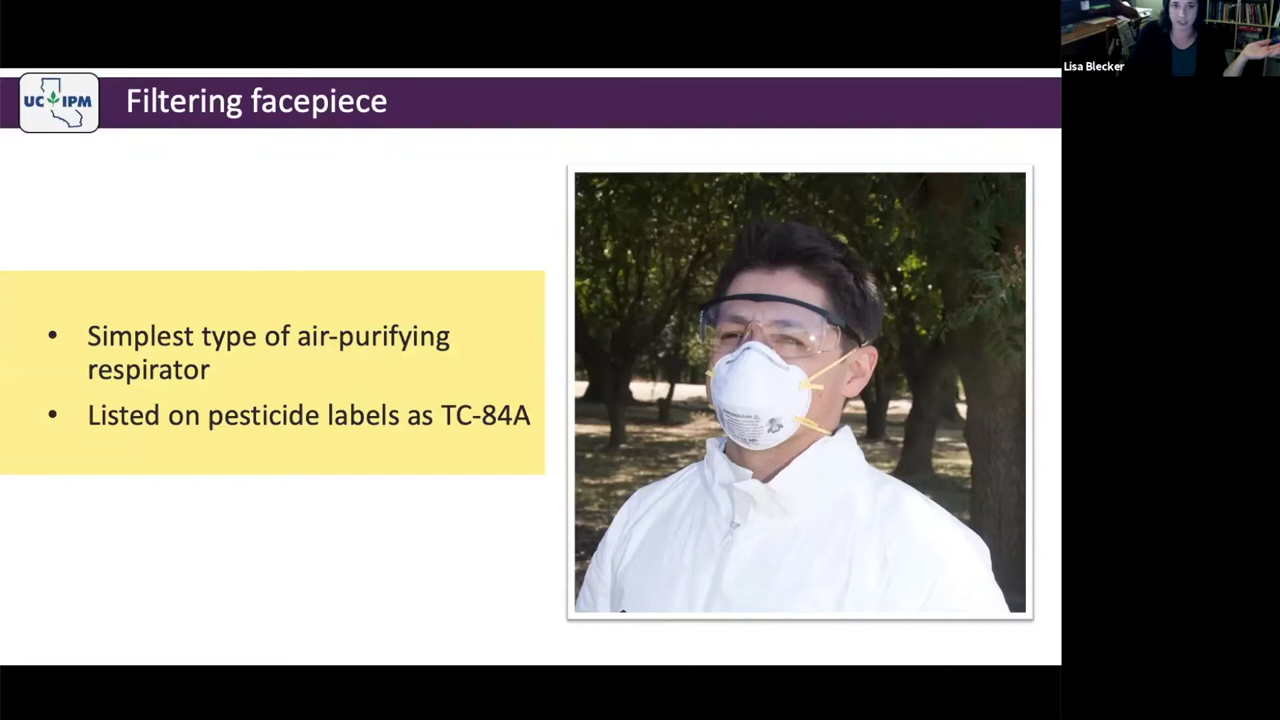 Lisa Blecker
UC IPM
Filtering facepiece
• Simplest type of air-purifying
respirator
• Listed on pesticide labels as TC-84A